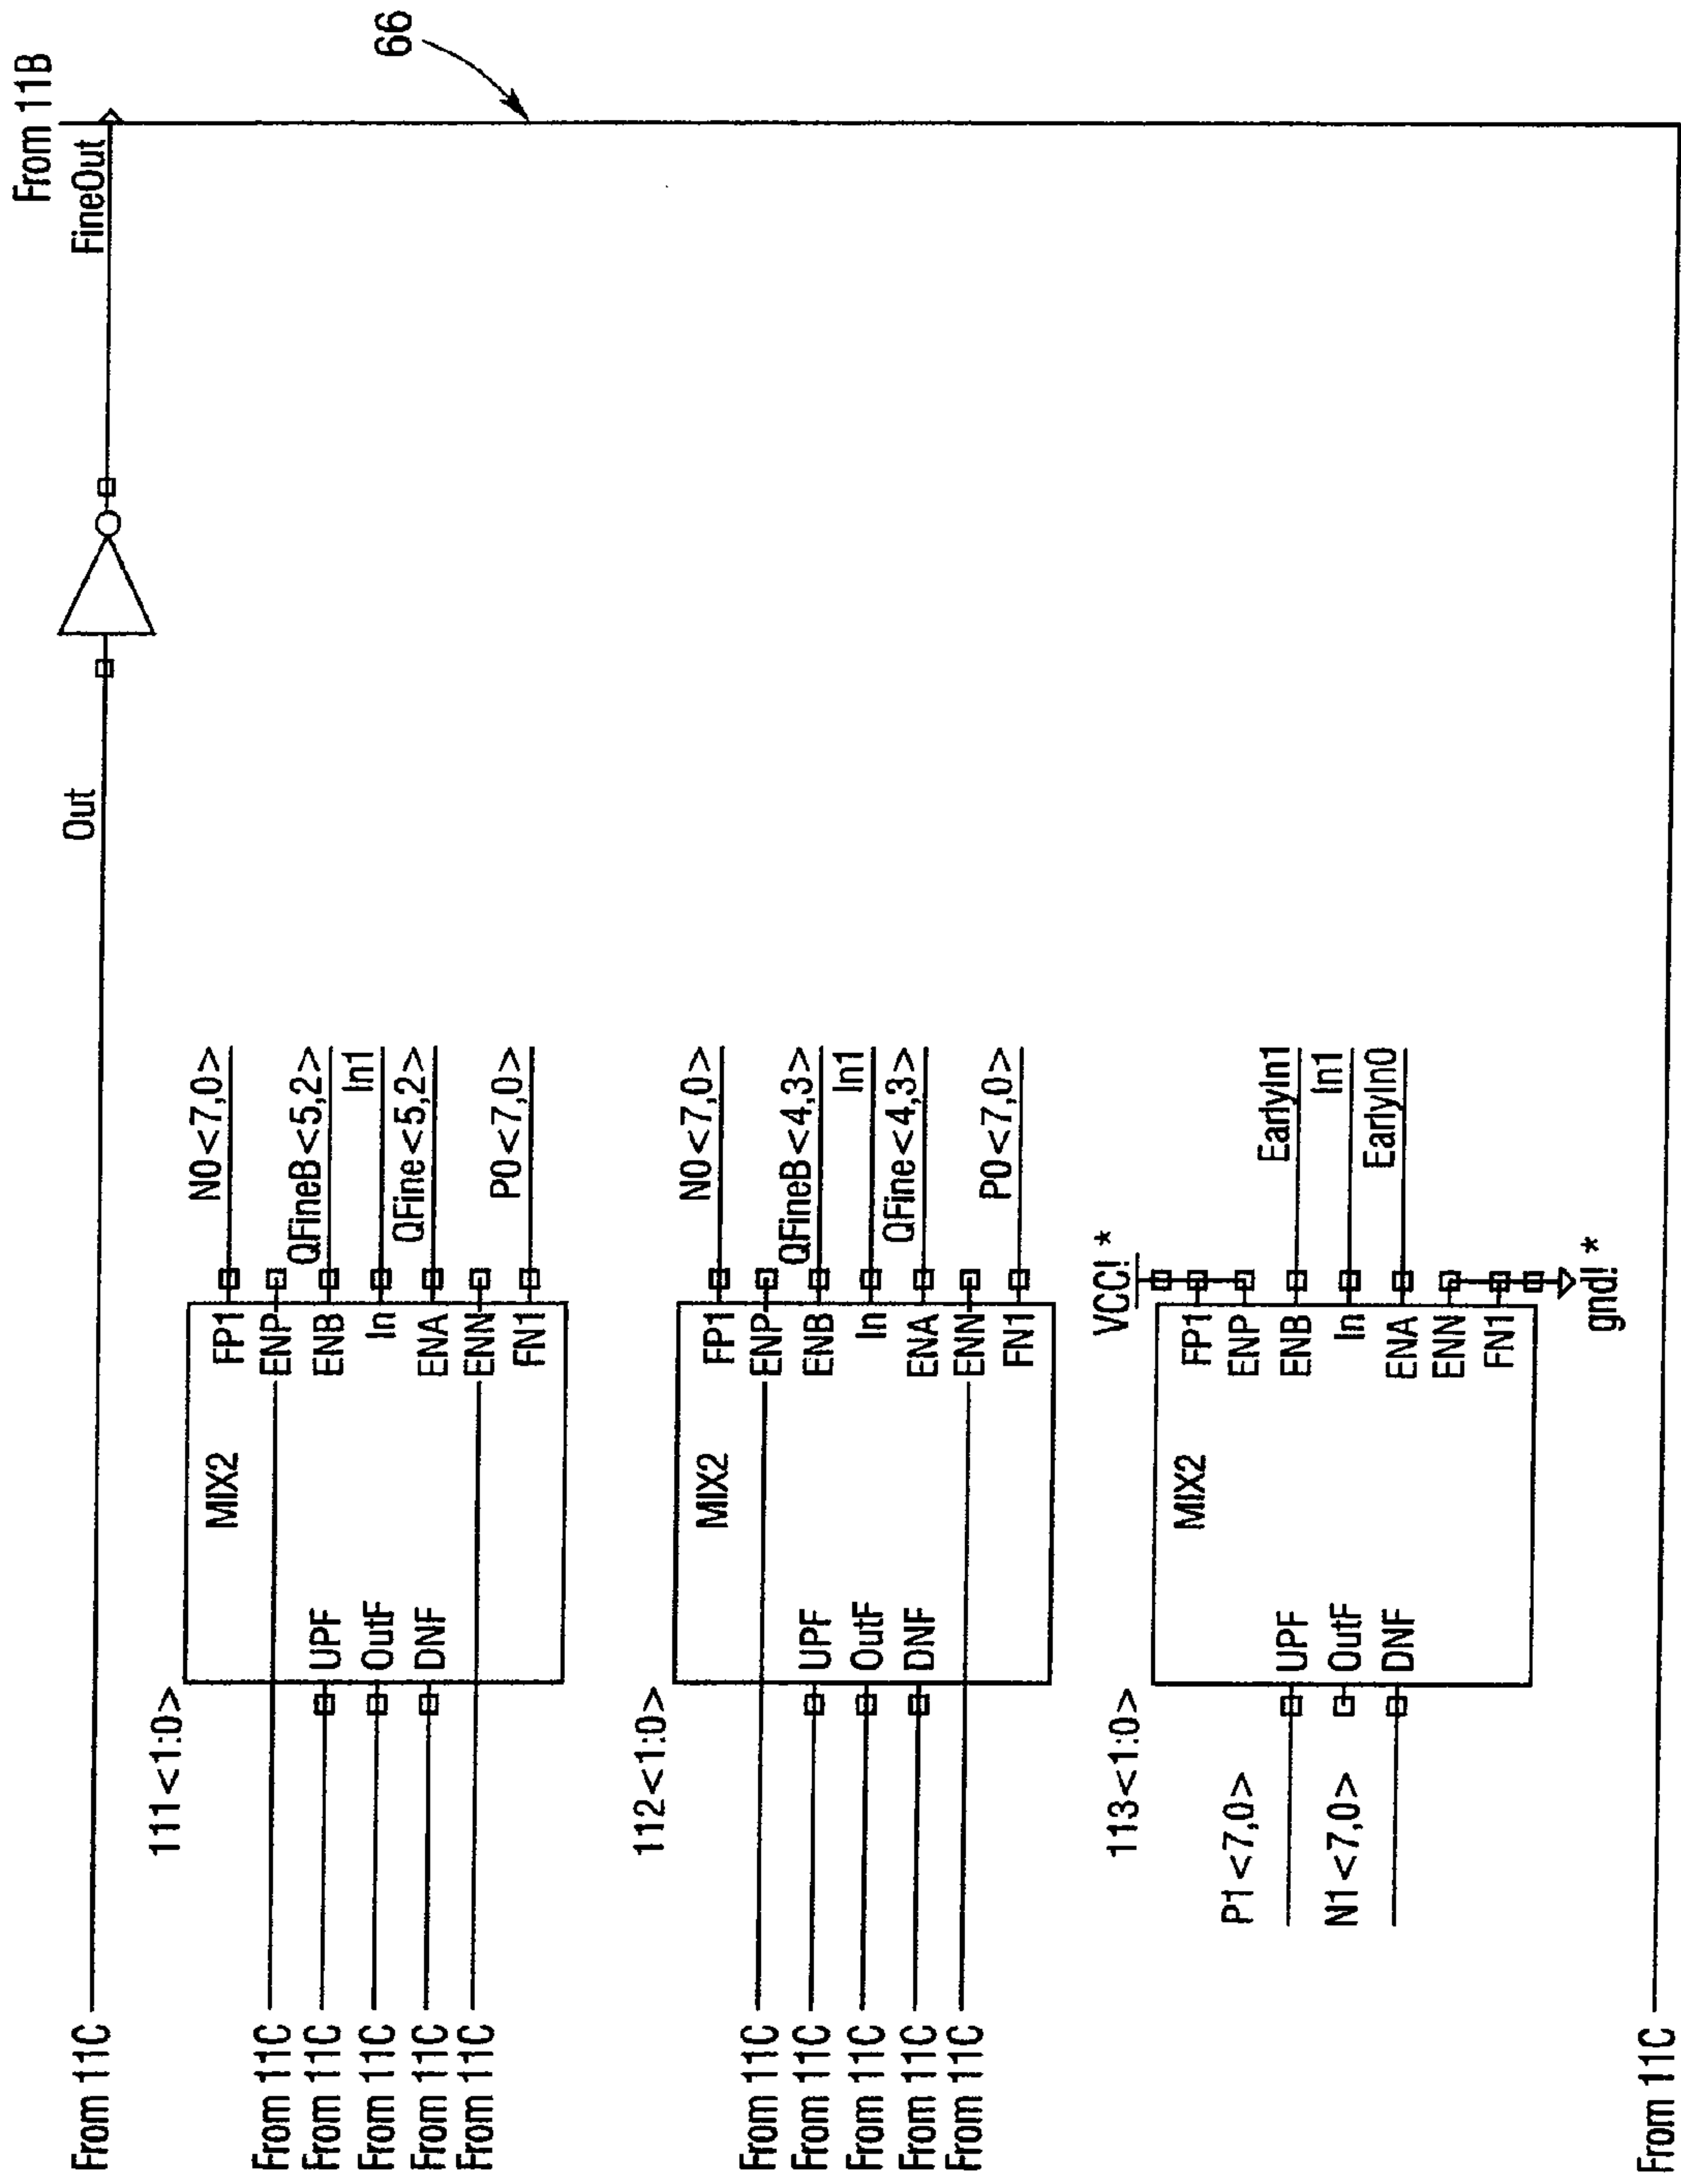 From 11B
66
From 11C
Out
FineOut
111<1:0>
MIX2
FP1
N0<7,0>
From 11C
ENP
From 11C
UPF
ENB
QFineB<5,2>
From 11C
OutF
In
In1
From 11C
DNF
ENA
QFine<5,2>
From 11C
ENN
FN1
P0<7,0>
112<1:0>
MIX2
FP1
N0<7,0>
From 11C
ENP
From 11C
UPF
ENB
QFineB<4,3>
From 11C
OutF
In
In1
From 11C
DNF
ENA
QFine<4,3>
From 11C
ENN
FN1
P0<7,0>
113<1:0>
VCC! *
MIX2
FP1
ENP
P1<7,0>
UPF
ENB
EarlyIn1
OutF
In
In1
N1<7,0>
DNF
ENA
EarlyIn0
ENN
FN1
gnd! *
From 11C